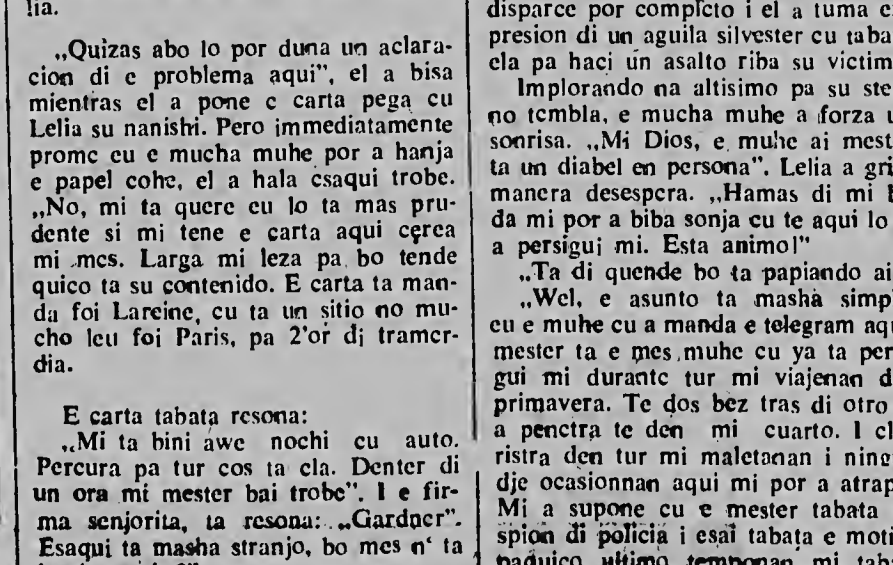 lia.
„Quizas abo lo por duna un aclara-
cion di e problema aqui", el a bisa
mientras el a pone e carta pega cu
Lelia su nanishi. Pero immediatamente
prome cu e mucha muhe por a hanja
e papel cohe, el a hala esaqui trobe.
„No, mi ta quere cu lo ta mas pru-
dente si mi tene e carta aqui cerca
mi mes. Larga mi leza pa bo tende
quico ta su contenido. E carta ta man-
da foi Lareine, cu ta un sitio no mu-
cho leu foi Paris, pa 2'or di tramer-
dia.
E carta tabata resona:
„Mi ta bini awe nochi cu auto.
Percura pa tur cos ta cla. Denter di
un ora mi mester bai trobe". I e fir-
ma senjorita, ta resona: „Gardner".
Esaqui ta masha stranjo, bo mes n' ta
disparce por completo i el a tuma e
presion di un aguila silvester cu taba
cla pa haci un asalto riba su victim
Implorando na altisimo pa su ste
no tembla, e mucha muhe a forza u
sonrisa. „Mi Dios, e muhe ai mest
ta un diabel en persona". Lelia a gri
manera desespera. „Hamas di mi
da mi por a biba sonja cu te aqui lo
a persigui mi. Esta animo!"
„Ta di quende bo ta papiando ai
„Wel, e asunto ta masha simp
cu e muhe cu a manda e telegram aqu
mester ta e mes muhe cu ya ta per
gui mi durante tur mi viajenan d
primavera. Te dos bez tras di otro
a penetra te den mi cuarto. I el
ristra den tur mi maletanan i ning
dje ocasionnan aqui mi por a atrap
Mi a supone cu e mester tabata
spion di policia i esai tabata moti
paquico ultimo temponan mi tab